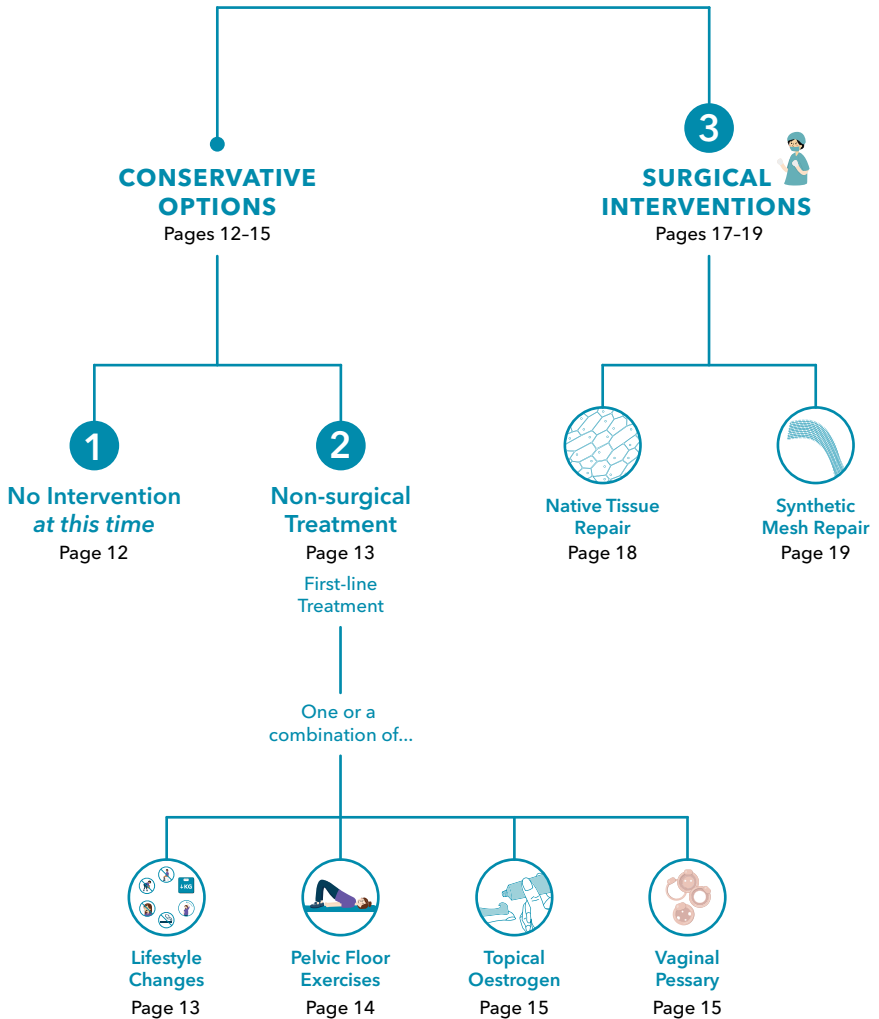 3
CONSERVATIVE
OPTIONS
Pages 12–15
SURGICAL
INTERVENTIONS
Pages 17–19
1
No Intervention
at this time
Page 12
2
Non-surgical
Treatment
Page 13
First-line
Treatment
Native Tissue
Repair
Page 18
Synthetic
Mesh Repair
Page 19
One or a
combination of...
↓KG
Lifestyle
Changes
Page 13
Pelvic Floor
Exercises
Page 14
Topical
Oestrogen
Page 15
Vaginal
Pessary
Page 15